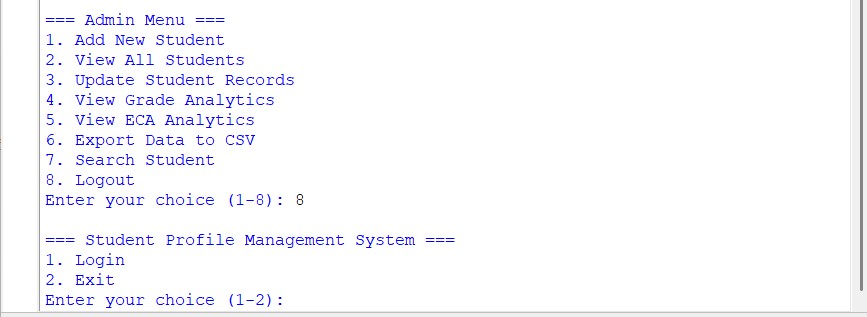 === Admin Menu ===
1. Add New Student
2. View All Students
3. Update Student Records
4. View Grade Analytics
5. View ECA Analytics
6. Export Data to CSV
7. Search Student
8. Logout
Enter your choice (1-8): 8
=== Student Profile Management System ===
1. Login
2. Exit
Enter your choice (1-2):